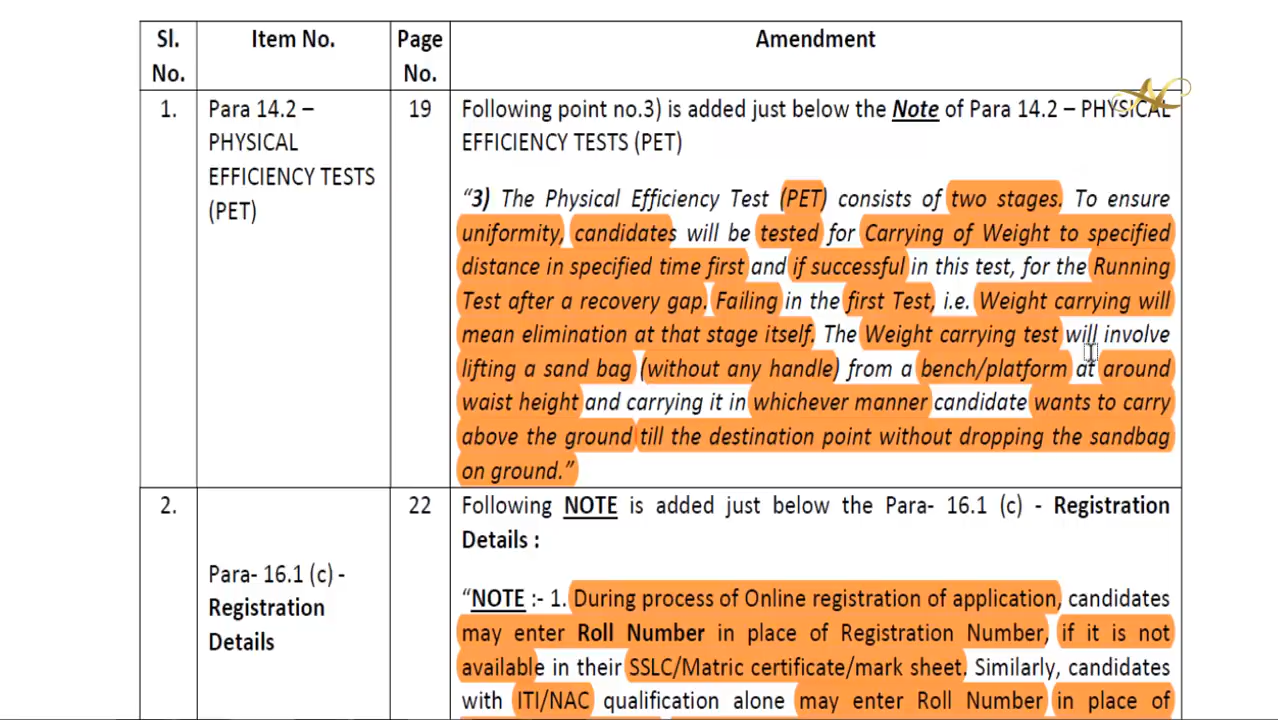 Sl. No.
Item No.
Page No.
Amendment
1.
Para 14.2 –
PHYSICAL
EFFICIENCY TESTS
(PET)
19
Following point no.3) is added just below the Note of Para 14.2 – PHYSICAL
EFFICIENCY TESTS (PET)
“3) The Physical Efficiency Test (PET) consists of two stages. To ensure
uniformity, candidates will be tested for Carrying of Weight to specified
distance in specified time first and if successful in this test, for the Running
Test after a recovery gap. Failing in the first Test, i.e. Weight carrying will
mean elimination at that stage itself. The Weight carrying test will involve
lifting a sand bag (without any handle) from a bench/platform at around
waist height and carrying it in whichever manner candidate wants to carry
above the ground till the destination point without dropping the sandbag
on ground.”
2.
Para- 16.1 (c) -
Registration
Details
22
Following NOTE is added just below the Para- 16.1 (c) - Registration
Details :
“NOTE :- 1. During process of Online registration of application, candidates
may enter Roll Number in place of Registration Number, if it is not
available in their SSLC/Matric certificate/mark sheet. Similarly, candidates
with ITI/NAC qualification alone may enter Roll Number in place of